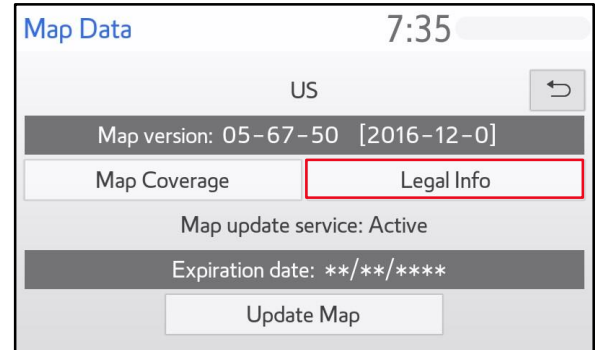 Map Data 7:35
US
Map version: 05-67-50 [2016-12-0]
Map Coverage Legal Info
Map update service: Active
Expiration date: **/**/****
Update Map